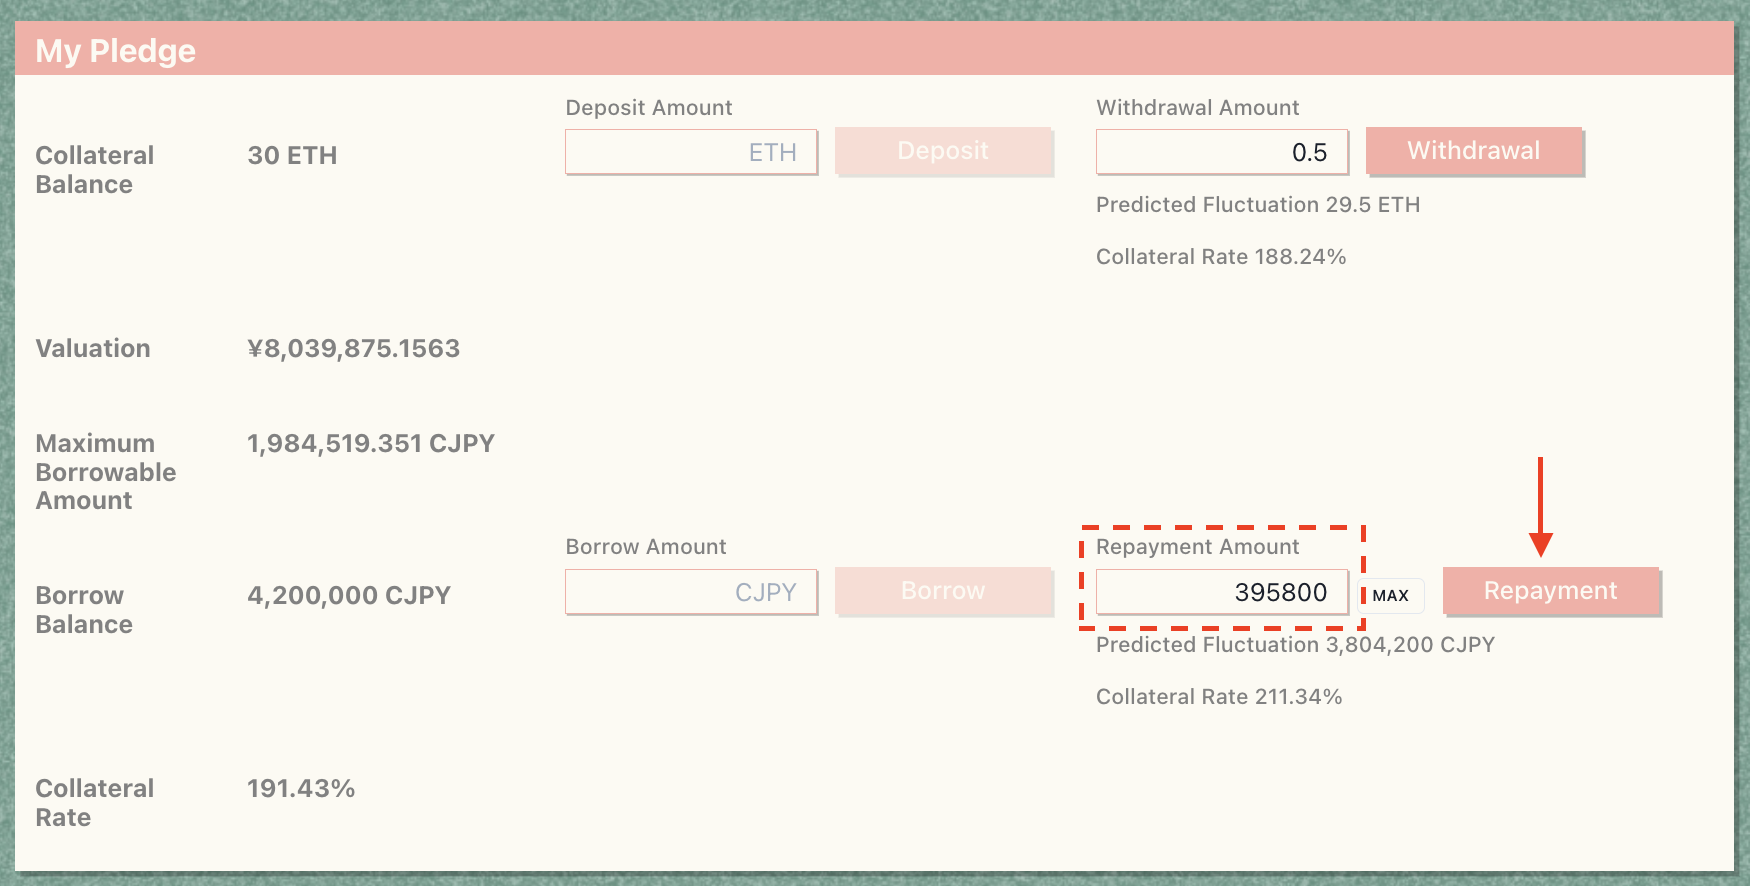 My Pledge
Deposit Amount
Withdrawal Amount
Collateral
Balance
30 ETH
ETH
Deposit
0.5
Withdrawal
Predicted Fluctuation 29.5 ETH
Collateral Rate 188.24%
Valuation
¥8,039,875.1563
Maximum
Borrowable
Amount
1,984,519.351 CJPY
Borrow Amount
Repayment Amount
Borrow
Balance
4,200,000 CJPY
CJPY
Borrow
395800
MAX
Repayment
Predicted Fluctuation 3,804,200 CJPY
Collateral Rate 211.34%
Collateral
Rate
191.43%